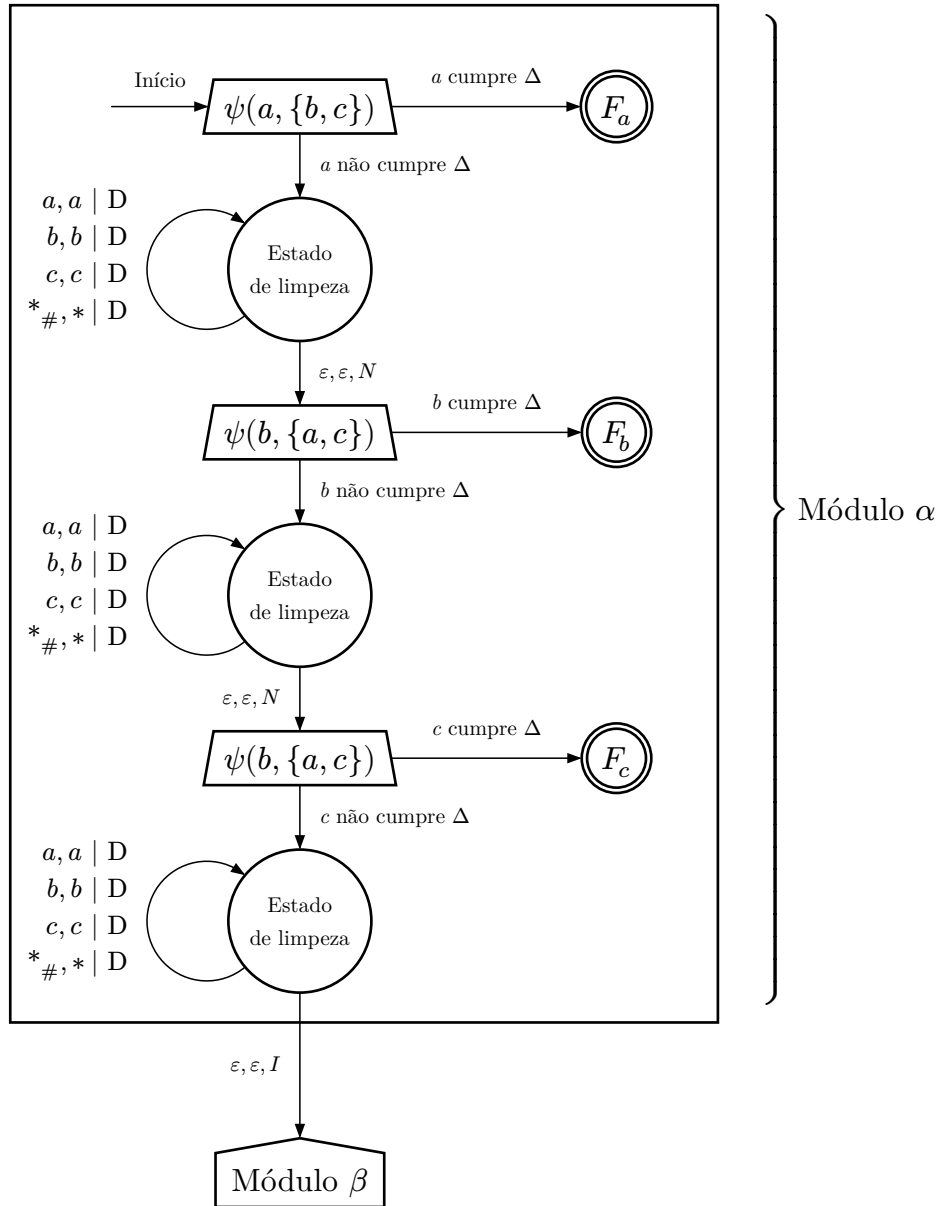 Início
ψ(a, {b, c})
a cumpre Δ
F_a
a não cumpre Δ
a, a | D
b, b | D
c, c | D
*_#, * | D
Estado
de limpeza
ε, ε, N
ψ(b, {a, c})
b cumpre Δ
F_b
b não cumpre Δ
a, a | D
b, b | D
c, c | D
*_#, * | D
Estado
de limpeza
Módulo α
ε, ε, N
ψ(b, {a, c})
c cumpre Δ
F_c
c não cumpre Δ
a, a | D
b, b | D
c, c | D
*_#, * | D
Estado
de limpeza
ε, ε, I
Módulo β